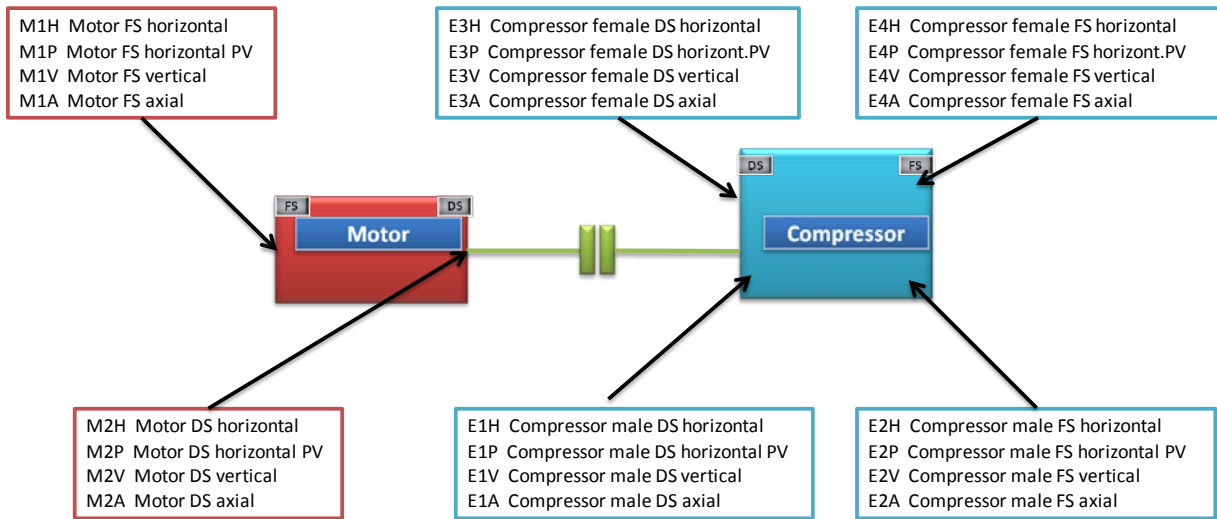 M1H Motor FS horizontal
M1P Motor FS horizontal PV
M1V Motor FS vertical
M1A Motor FS axial
E3H Compressor female DS horizontal
E3P Compressor female DS horizont.PV
E3V Compressor female DS vertical
E3A Compressor female DS axial
E4H Compressor female FS horizontal
E4P Compressor female FS horizont.PV
E4V Compressor female FS vertical
E4A Compressor female FS axial
FS
DS
Motor
DS
FS
Compressor
M2H Motor DS horizontal
M2P Motor DS horizontal PV
M2V Motor DS vertical
M2A Motor DS axial
E1H Compressor male DS horizontal
E1P Compressor male DS horizontal PV
E1V Compressor male DS vertical
E1A Compressor male DS axial
E2H Compressor male FS horizontal
E2P Compressor male FS horizontal PV
E2V Compressor male FS vertical
E2A Compressor male FS axial